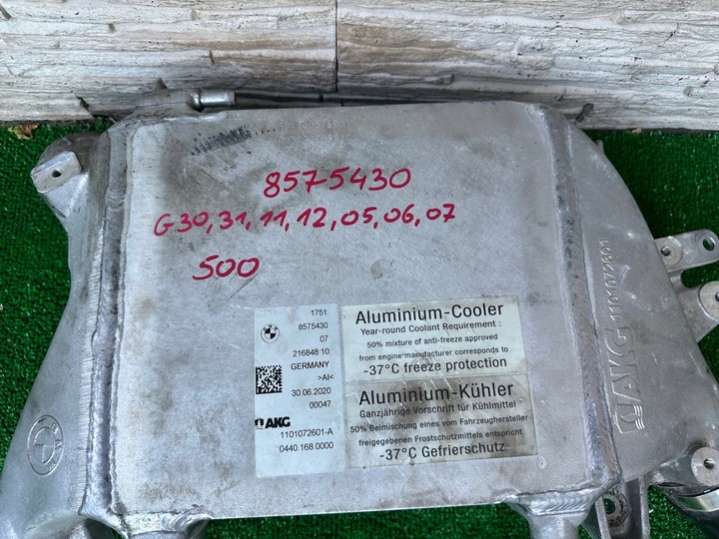 8575430
G30,31,11,12,05,06,07
500
1751
8575430
07
21684810
GERMANY
>Al<
30.06.2020
00047
AKG
1101072601-A
0440.168.0000
Aluminium-Cooler
Year-round Coolant Requirement :
50% mixture of anti-freeze approved
from engine-manufacturer corresponds to
-37°C freeze protection
Aluminium-Kühler
Ganzjährige Vorschrift für Kühlmittel -
50% Beimischung eines vom Fahrzeughersteller
freigegebenen Frostschutzmittels entspricht
-37°C Gefrierschutz
AKG
1101072601